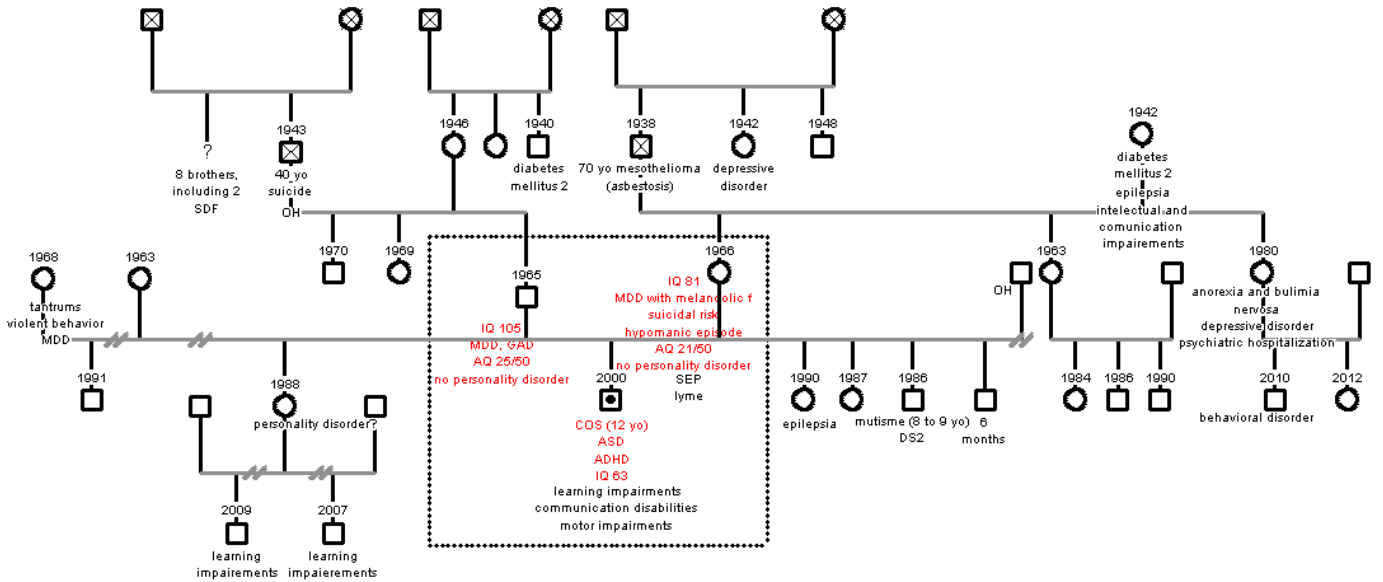 1943
1946
1940
1938
1942
1948
1942
?
8 brothers,
including 2
SDF
40 yo
suicide
OH
diabetes
mellitus 2
70 yo mesothelioma
(asbestosis)
depressive
disorder
diabetes
mellitus 2
epilepsia
intelectual and
comunication
impairements
1968
1963
1970
1969
1965
1966
1963
1980
tantrums
violent behavior
MDD
IQ 105
MDD, GAD
AQ 25/50
no personality disorder
IQ 81
MDD with melancolic f
suicidal risk
hypomanic episode
AQ 21/50
no personality disorder
SEP
lyme
OH
anorexia and bulimia
nervosa
depressive disorder
psychiatric hospitalization
1991
1988
personality disorder?
2000
COS (12 yo)
ASD
ADHD
IQ 63
learning impairments
communication disabilities
motor impairments
1990
epilepsia
1987
1986
mutisme (8 to 9 yo)
DS2
6
months
1984
1986
1990
2010
behavioral disorder
2012
2009
learning
impairements
2007
learning
impaierements